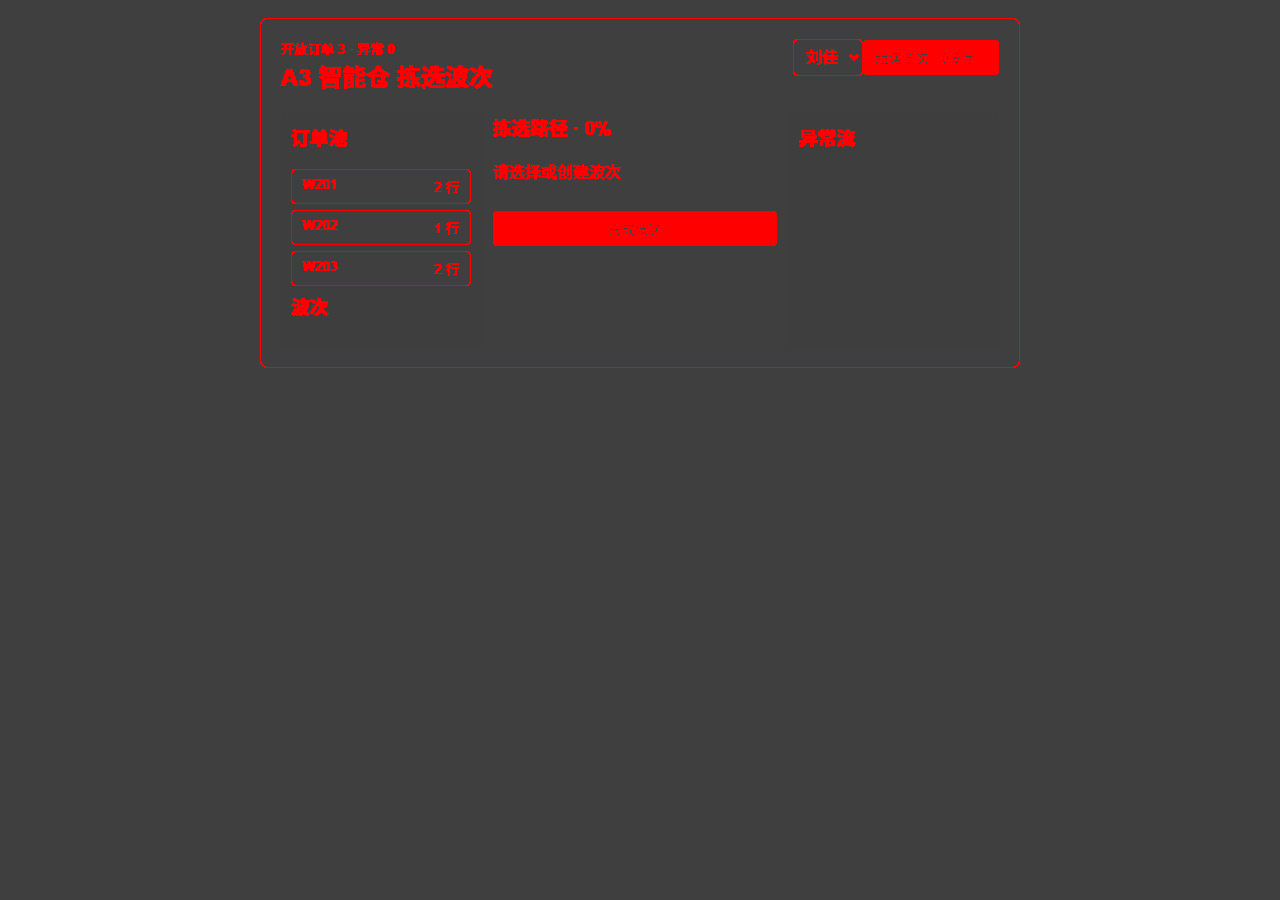 开放订单 3 · 异常 0
A3 智能仓 拣选波次
刘佳
订单池
W201 2 行
W202 1 行
W203 2 行
波次
拣选路径 · 0%
请选择或创建波次
异常流